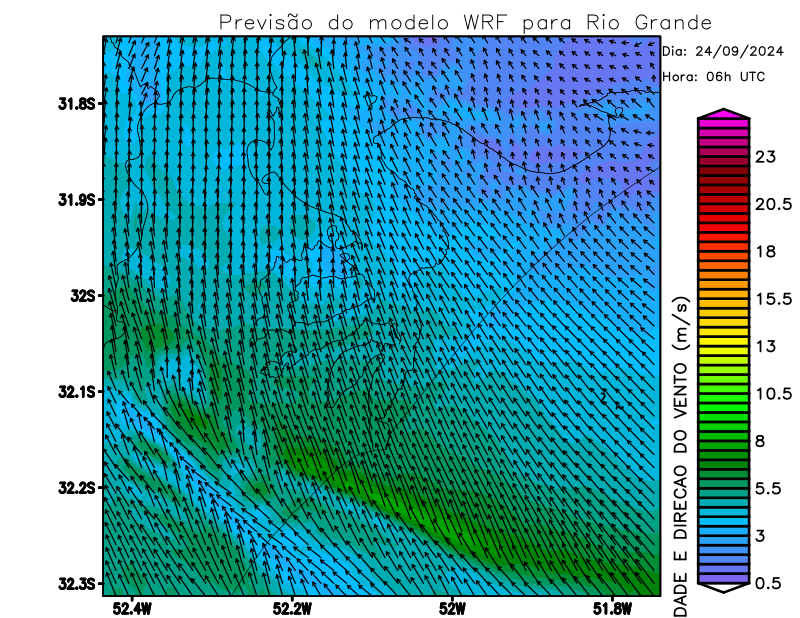 Previsão do modelo WRF para Rio Grande
Dia: 24/09/2024
Hora: 06h UTC
31.8S
31.9S
32S
32.1S
32.2S
32.3S
52.4W
52.2W
52W
51.8W
23
20.5
18
15.5
13
10.5
8
5.5
3
0.5
DADE E DIRECAO DO VENTO (m/s)